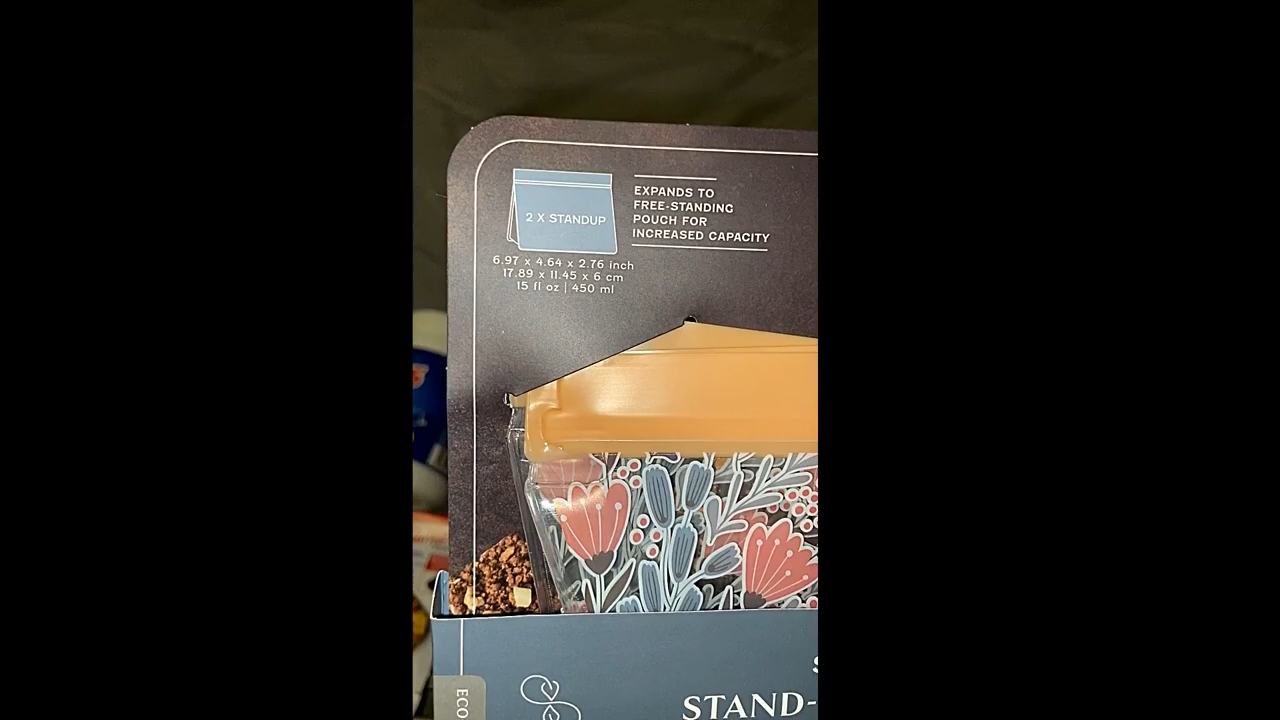 2 X STANDUP
EXPANDS TO
FREE-STANDING
POUCH FOR
INCREASED CAPACITY
6.97 x 4.64 x 2.76 inch
17.89 x 11.45 x 6 cm
15 fl oz | 450 ml
STAND-
ECO